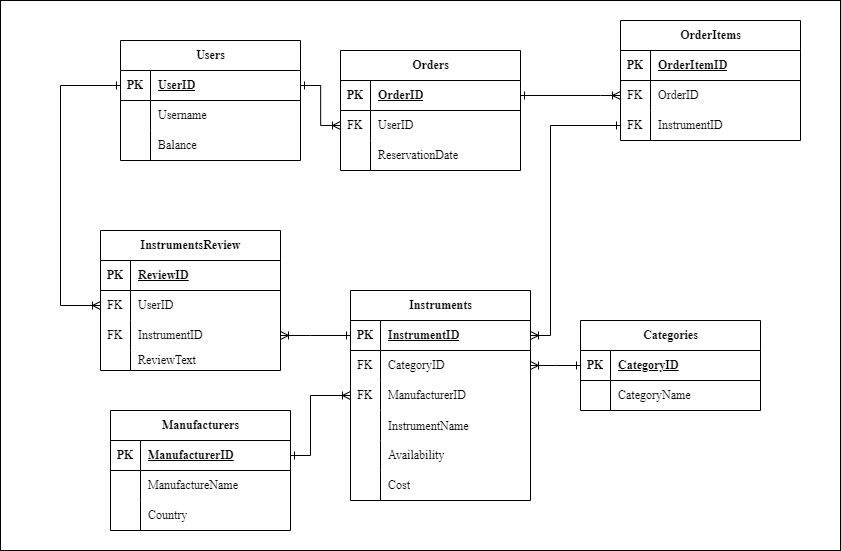 Users
PK UserID
Username
Balance
Orders
PK OrderID
FK UserID
ReservationDate
OrderItems
PK OrderItemID
FK OrderID
FK InstrumentID
InstrumentsReview
PK ReviewID
FK UserID
FK InstrumentID
ReviewText
Instruments
PK InstrumentID
FK CategoryID
FK ManufacturerID
InstrumentName
Availability
Cost
Categories
PK CategoryID
CategoryName
Manufacturers
PK ManufacturerID
ManufactureName
Country